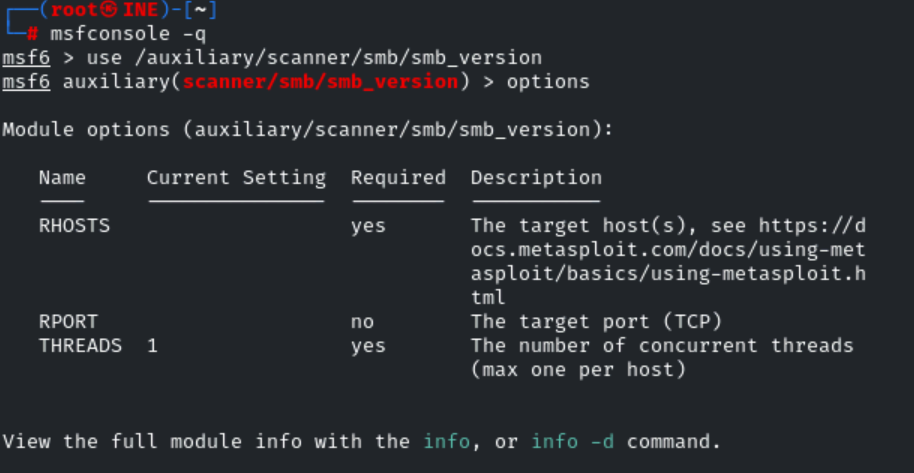 ┌──(root㉿INE)-[~]
└─# msfconsole -q
msf6 > use /auxiliary/scanner/smb/smb_version
msf6 auxiliary(scanner/smb/smb_version) > options
Module options (auxiliary/scanner/smb/smb_version):
Name Current Setting Required Description
RHOSTS yes The target host(s), see https://d
ocs.metasploit.com/docs/using-met
asploit/basics/using-metasploit.h
tml
RPORT no The target port (TCP)
THREADS 1 yes The number of concurrent threads
(max one per host)
View the full module info with the info, or info -d command.